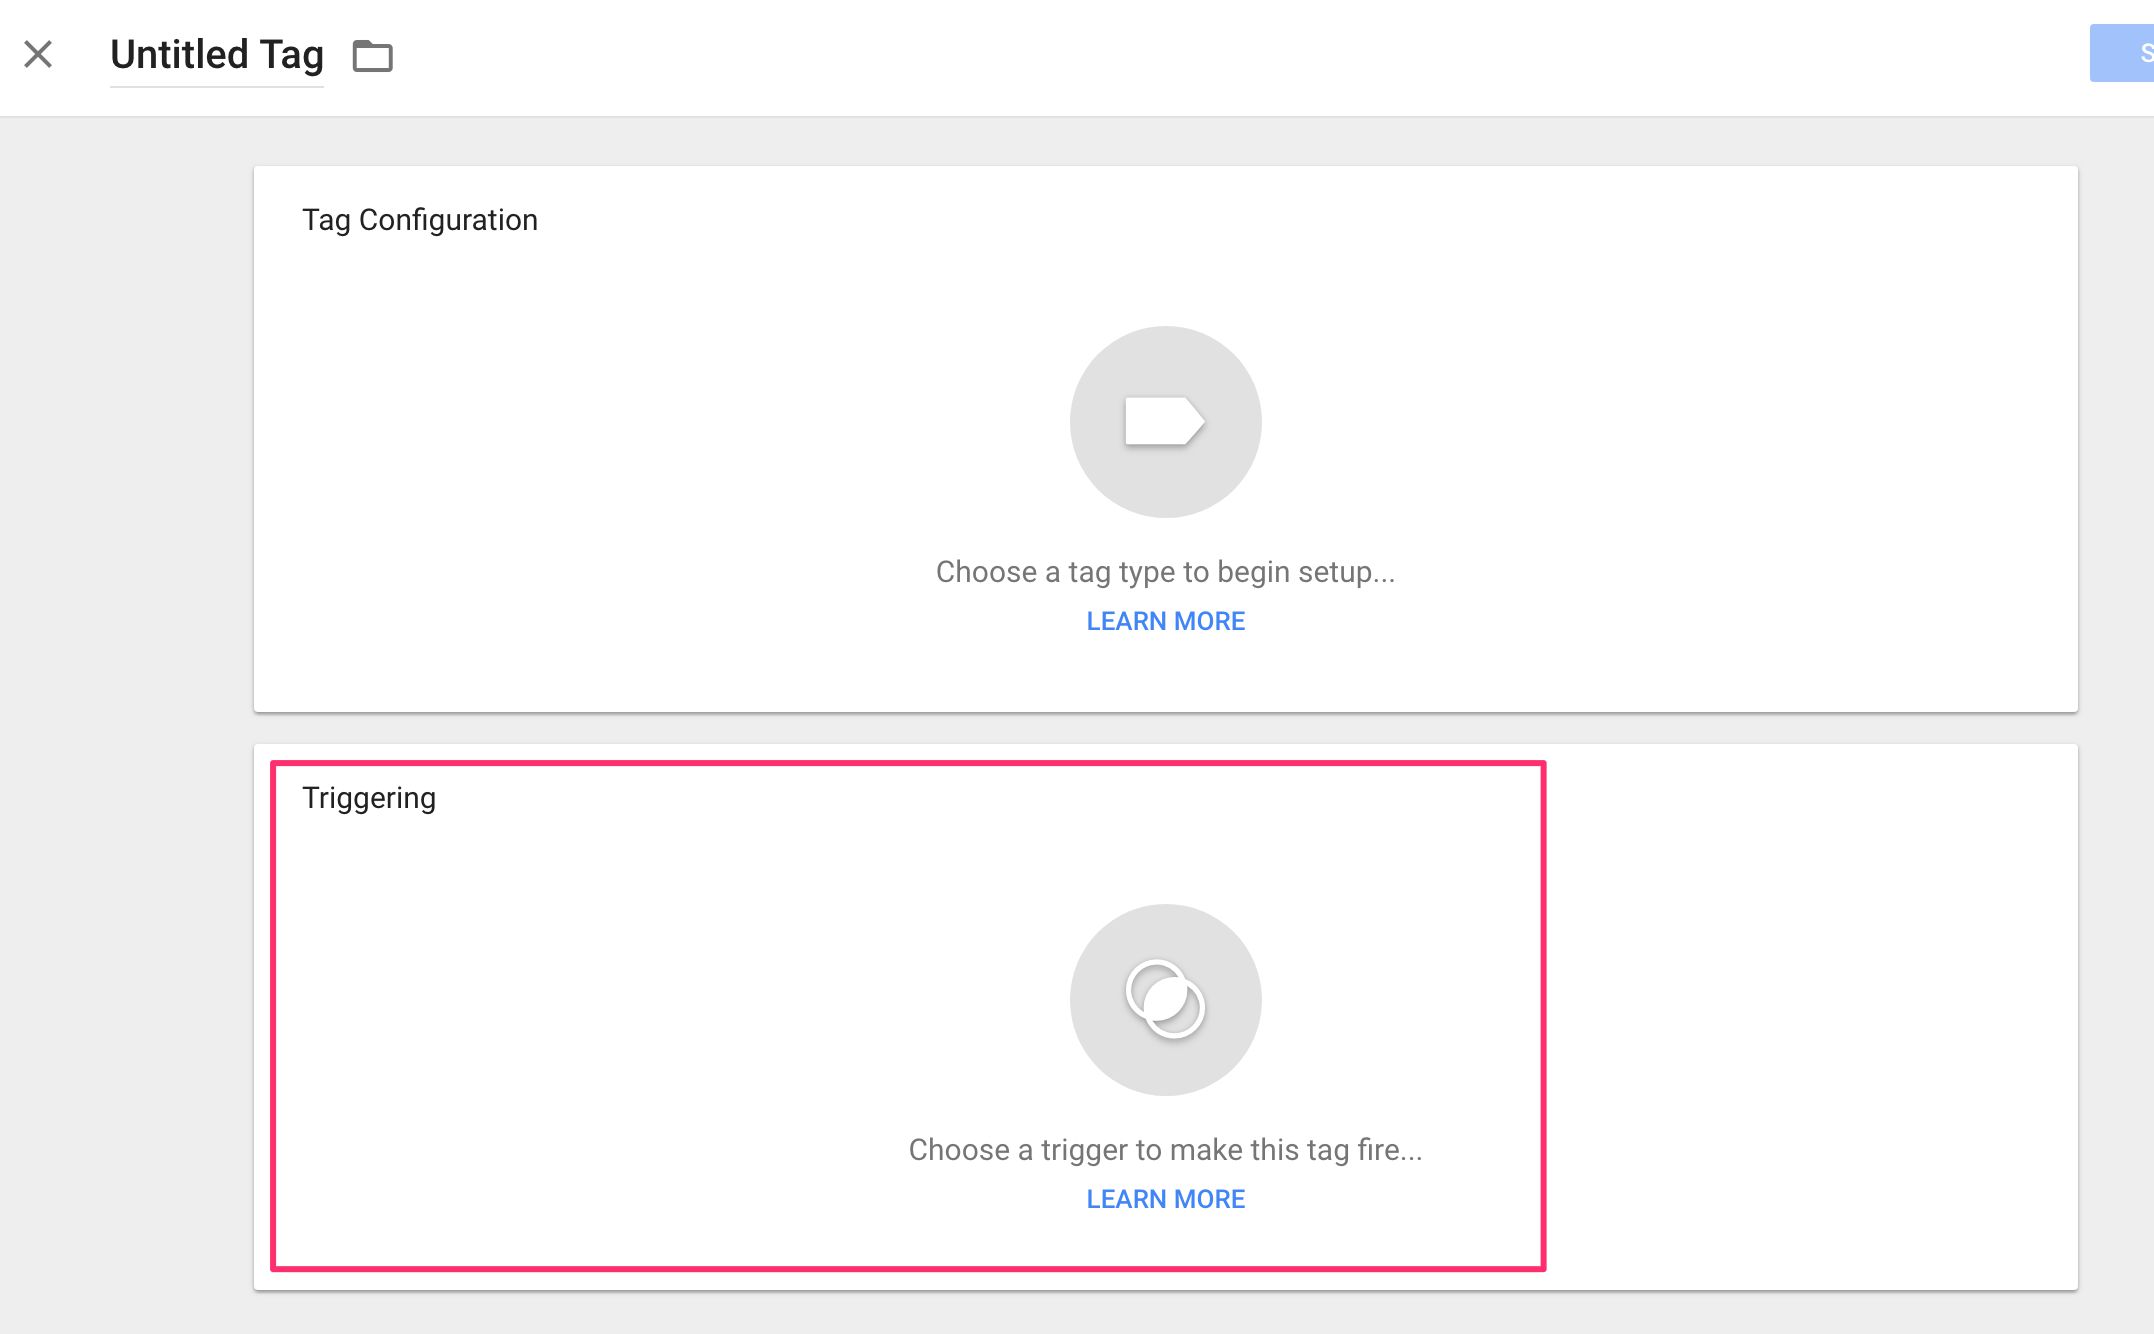 Untitled Tag
S
Tag Configuration
Choose a tag type to begin setup...
LEARN MORE
Triggering
Choose a trigger to make this tag fire...
LEARN MORE